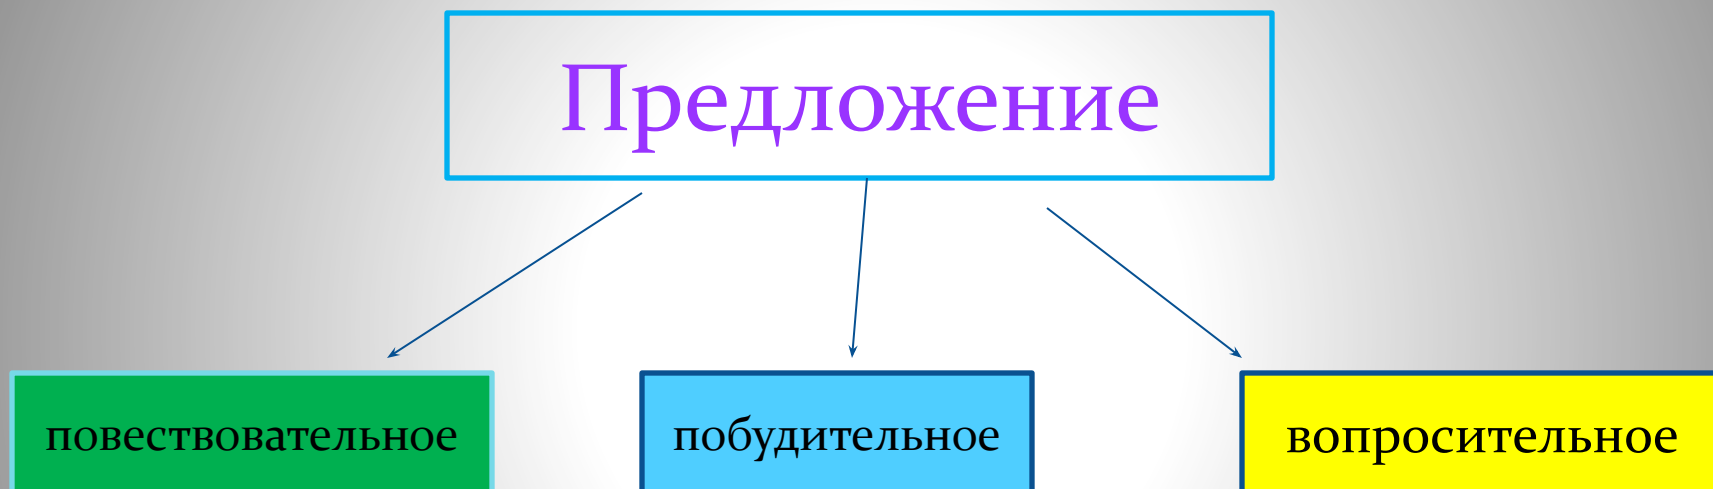 Предложение
повествовательное
побудительное
вопросительное